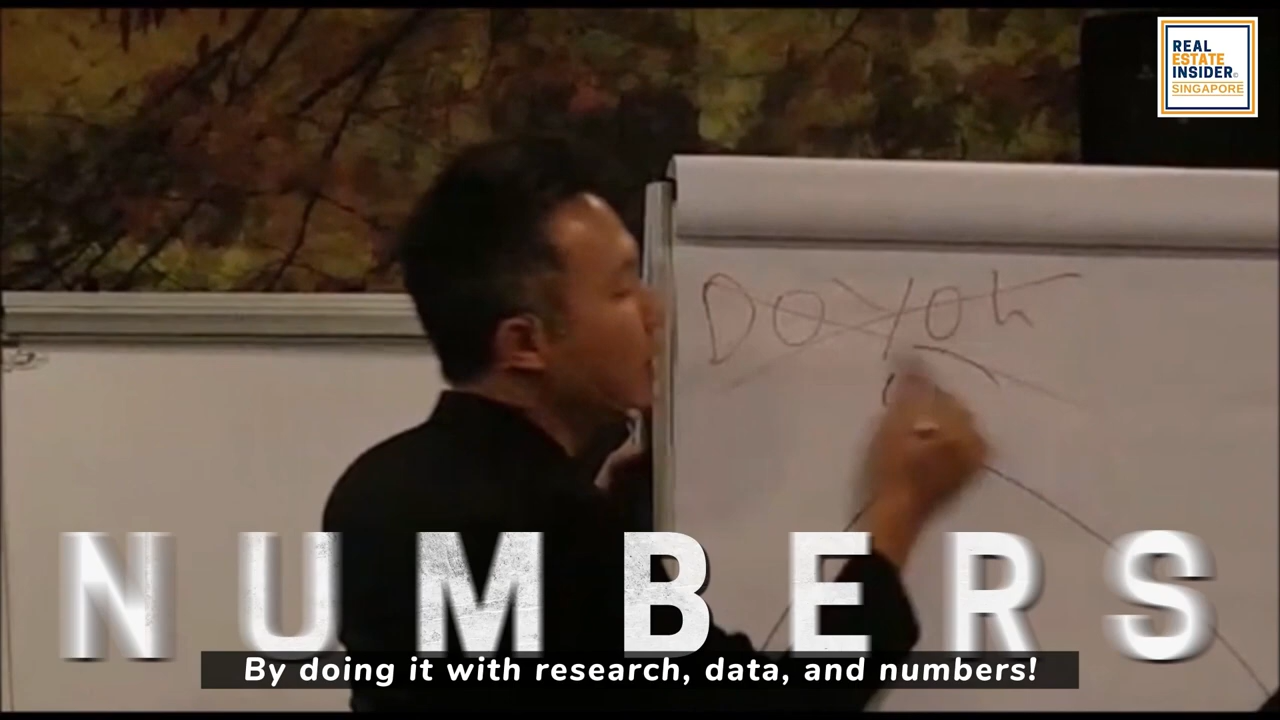 REAL
ESTATE
INSIDER©
SINGAPORE
DOYOh
NUMBERS
By doing it with research, data, and numbers!